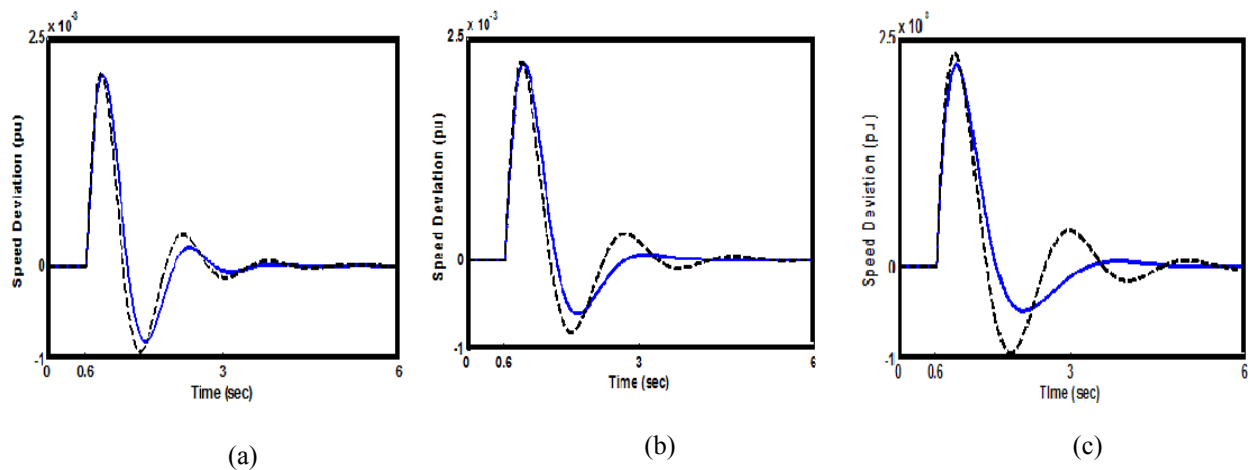 2.5 x 10⁻³
Speed Deviation (pu)
0
-1
0 0.6 3 6
Time (sec)
(a)
2.5 x 10⁻³
Speed Deviation (pu)
0
-1
0 0.6 3 6
Time (sec)
(b)
7.5 x 10
Speed Deviation (pu)
0
-1
0 0.6 3 6
Time (sec)
(c)